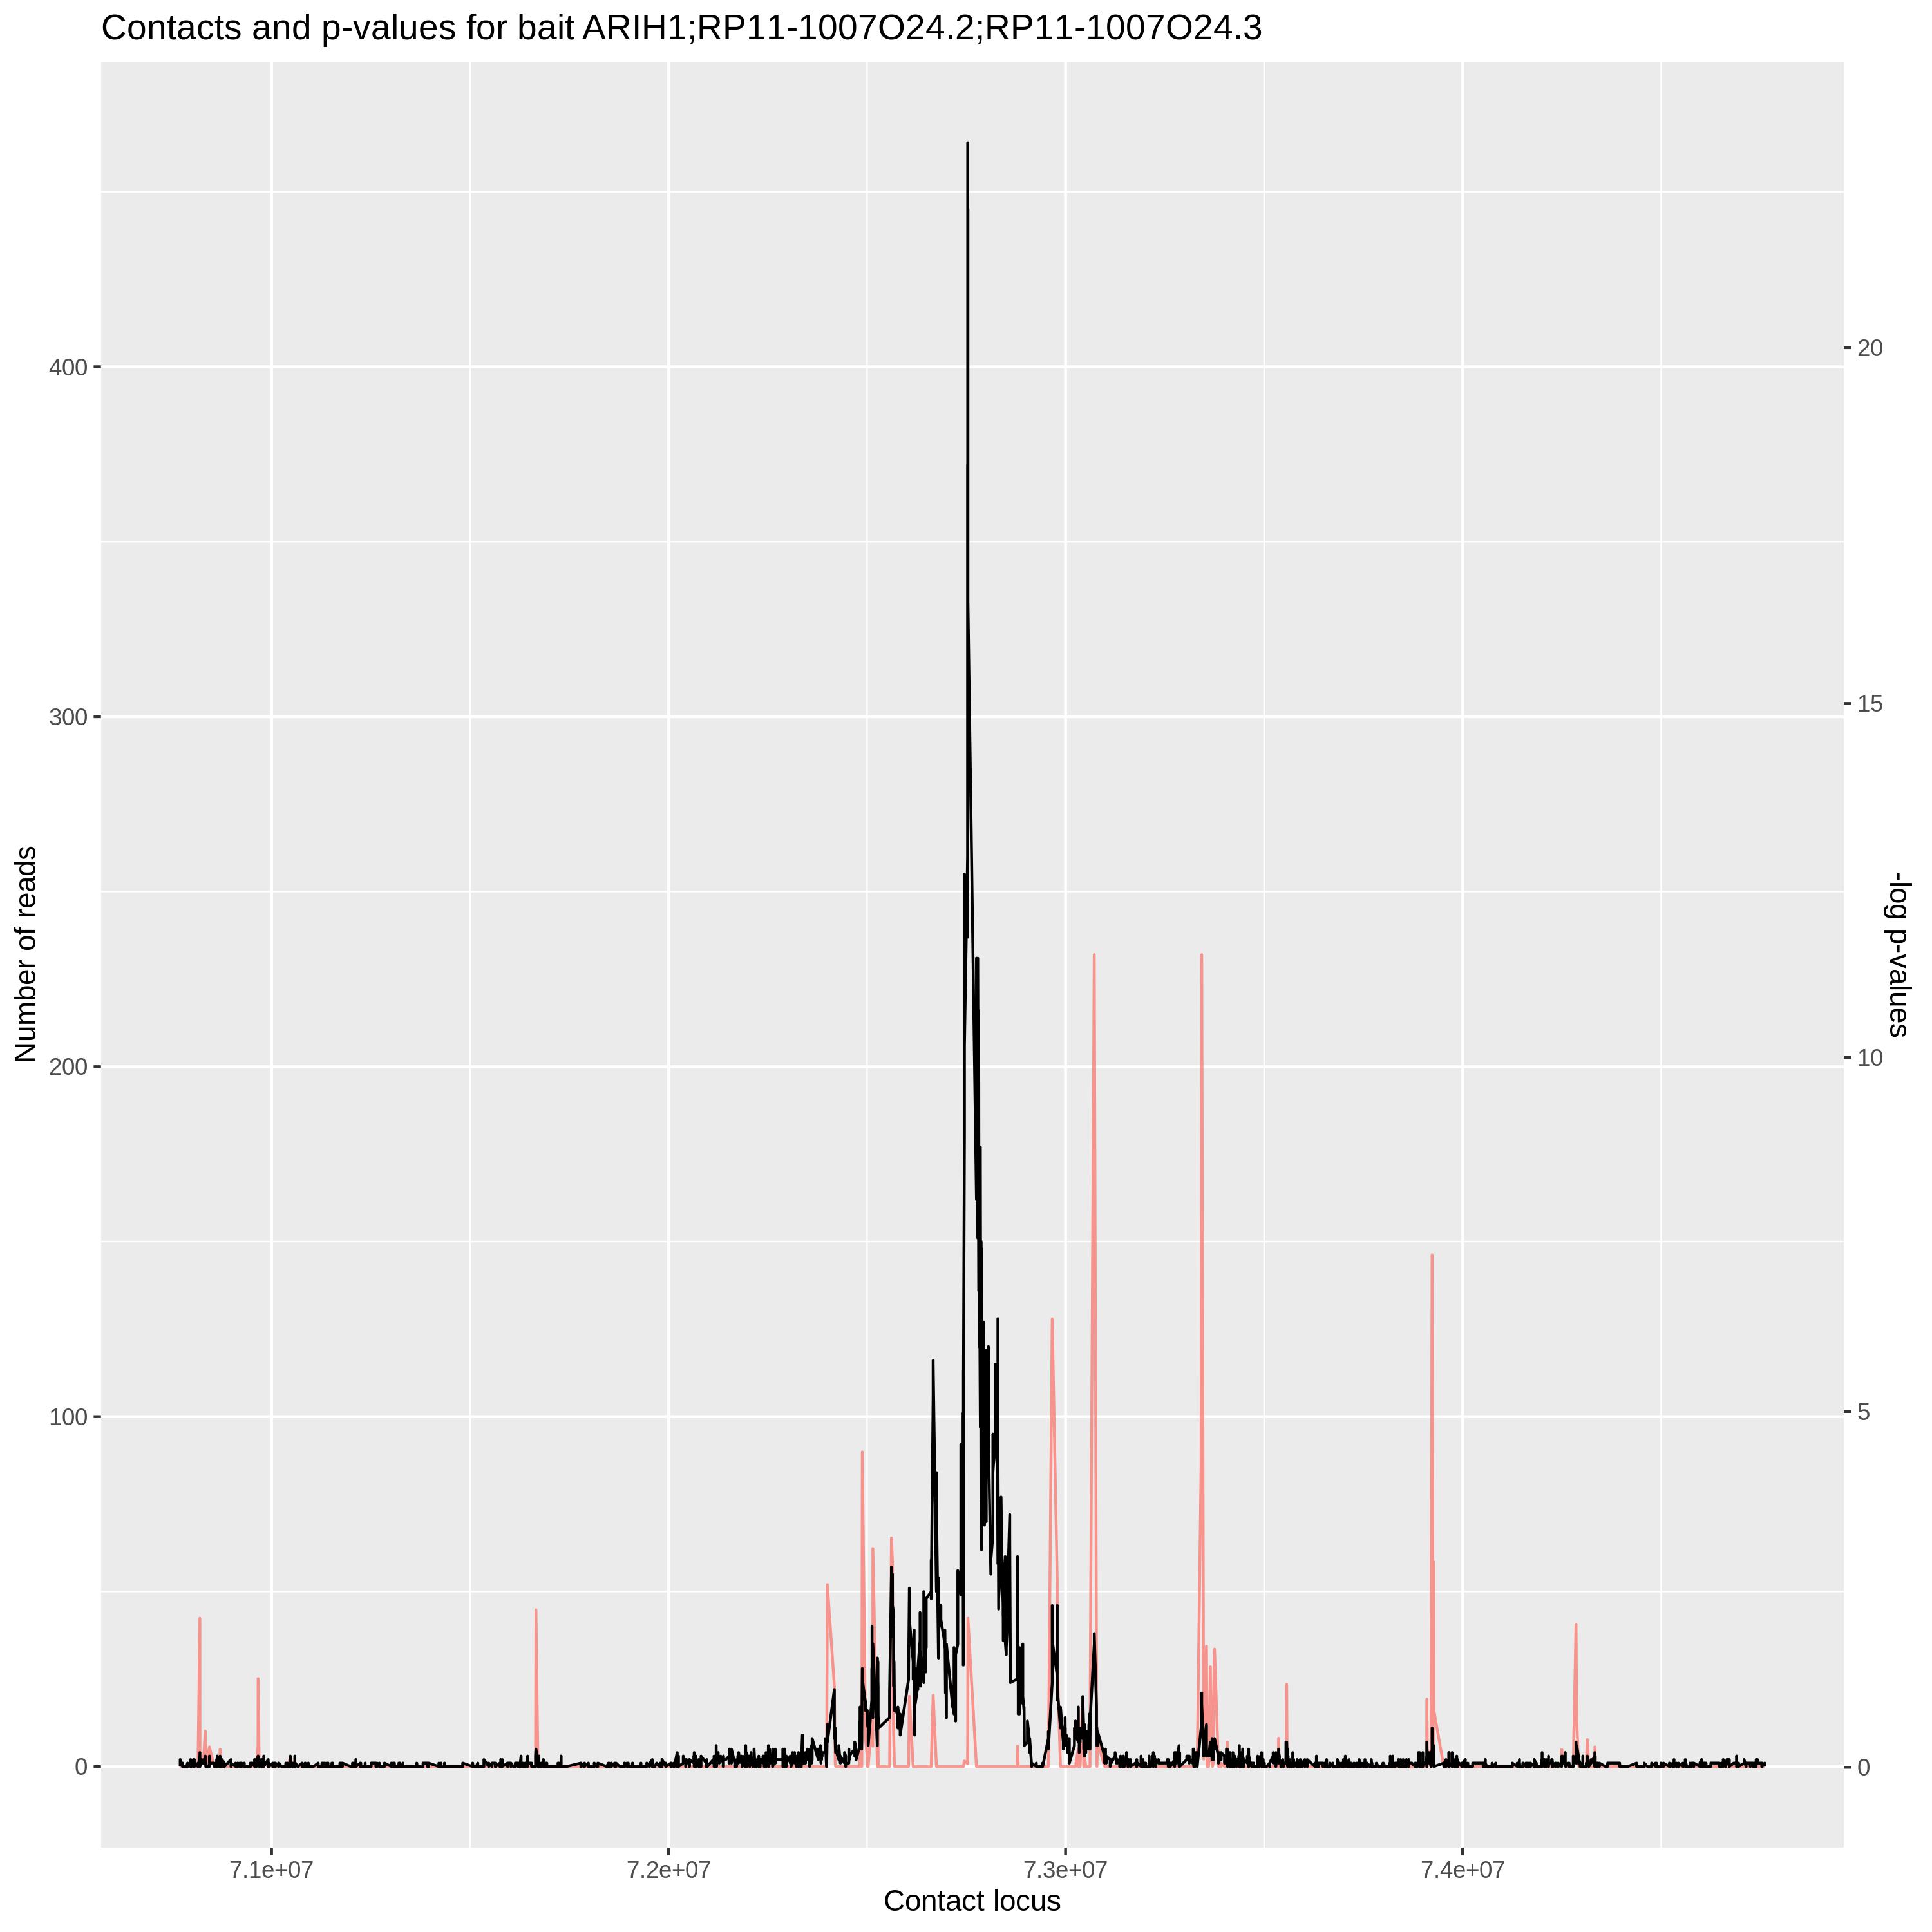 Contacts and p-values for bait ARIH1;RP11-1007O24.2;RP11-1007O24.3
400
300
200
100
0
Number of reads
20
15
10
5
0
-log p-values
7.1e+07 7.2e+07 7.3e+07 7.4e+07
Contact locus